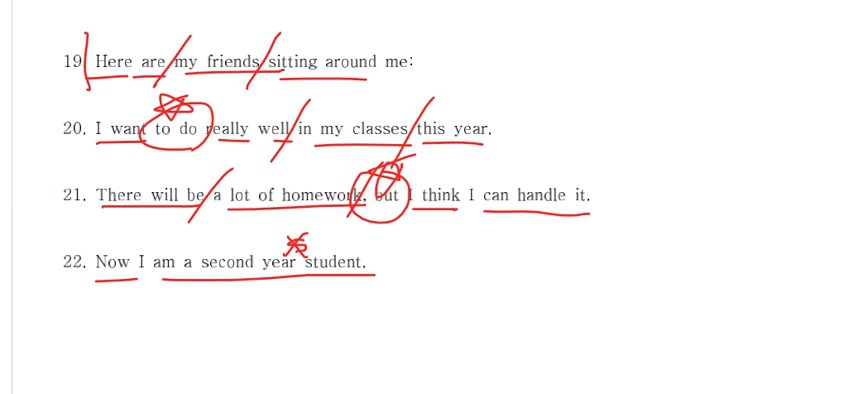 19. Here are my friends sitting around me:
20. I want to do really well in my classes this year.
21. There will be a lot of homework, but I think I can handle it.
22. Now I am a second year student.